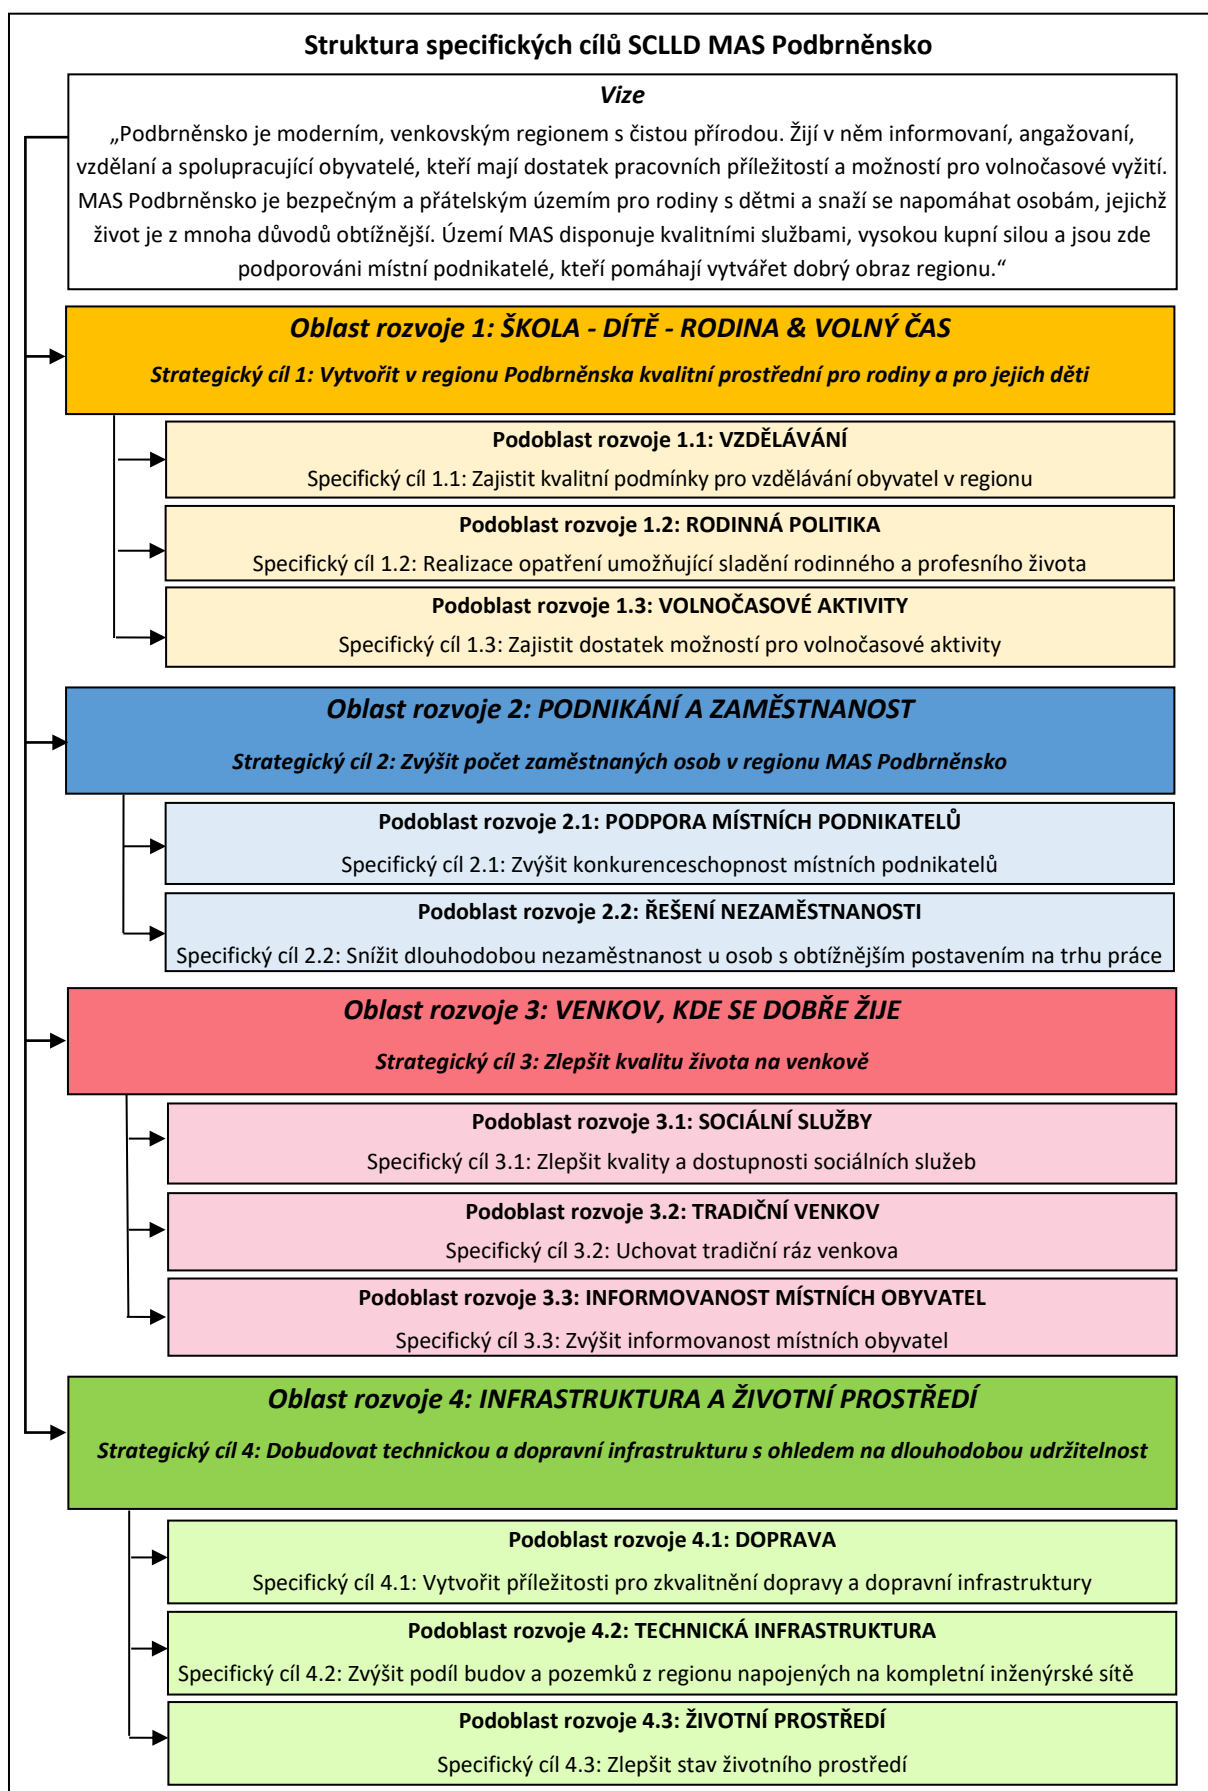 Struktura specifických cílů SCLLD MAS Podbrněnsko
Vize
„Podbrněnsko je moderním, venkovským regionem s čistou přírodou. Žijí v něm informovaní, angažovaní,
vzdělaní a spolupracující obyvatelé, kteří mají dostatek pracovních příležitostí a možností pro volnočasové vyžití.
MAS Podbrněnsko je bezpečným a přátelským územím pro rodiny s dětmi a snaží se napomáhat osobám, jejichž
život je z mnoha důvodů obtížnější. Území MAS disponuje kvalitními službami, vysokou kupní silou a jsou zde
podporováni místní podnikatelé, kteří pomáhají vytvářet dobrý obraz regionu.“
Oblast rozvoje 1: ŠKOLA - DÍTĚ - RODINA & VOLNÝ ČAS
Strategický cíl 1: Vytvořit v regionu Podbrněnska kvalitní prostřední pro rodiny a pro jejich děti
Podoblast rozvoje 1.1: VZDĚLÁVÁNÍ
Specifický cíl 1.1: Zajistit kvalitní podmínky pro vzdělávání obyvatel v regionu
Podoblast rozvoje 1.2: RODINNÁ POLITIKA
Specifický cíl 1.2: Realizace opatření umožňující sladění rodinného a profesního života
Podoblast rozvoje 1.3: VOLNOČASOVÉ AKTIVITY
Specifický cíl 1.3: Zajistit dostatek možností pro volnočasové aktivity
Oblast rozvoje 2: PODNIKÁNÍ A ZAMĚSTNANOST
Strategický cíl 2: Zvýšit počet zaměstnaných osob v regionu MAS Podbrněnsko
Podoblast rozvoje 2.1: PODPORA MÍSTNÍCH PODNIKATELŮ
Specifický cíl 2.1: Zvýšit konkurenceschopnost místních podnikatelů
Podoblast rozvoje 2.2: ŘEŠENÍ NEZAMĚSTNANOSTI
Specifický cíl 2.2: Snížit dlouhodobou nezaměstnanost u osob s obtížnějším postavením na trhu práce
Oblast rozvoje 3: VENKOV, KDE SE DOBŘE ŽIJE
Strategický cíl 3: Zlepšit kvalitu života na venkově
Podoblast rozvoje 3.1: SOCIÁLNÍ SLUŽBY
Specifický cíl 3.1: Zlepšit kvality a dostupnosti sociálních služeb
Podoblast rozvoje 3.2: TRADIČNÍ VENKOV
Specifický cíl 3.2: Uchovat tradiční ráz venkova
Podoblast rozvoje 3.3: INFORMOVANOST MÍSTNÍCH OBYVATEL
Specifický cíl 3.3: Zvýšit informovanost místních obyvatel
Oblast rozvoje 4: INFRASTRUKTURA A ŽIVOTNÍ PROSTŘEDÍ
Strategický cíl 4: Dobudovat technickou a dopravní infrastrukturu s ohledem na dlouhodobou udržitelnost
Podoblast rozvoje 4.1: DOPRAVA
Specifický cíl 4.1: Vytvořit příležitosti pro zkvalitnění dopravy a dopravní infrastruktury
Podoblast rozvoje 4.2: TECHNICKÁ INFRASTRUKTURA
Specifický cíl 4.2: Zvýšit podíl budov a pozemků z regionu napojených na kompletní inženýrské sítě
Podoblast rozvoje 4.3: ŽIVOTNÍ PROSTŘEDÍ
Specifický cíl 4.3: Zlepšit stav životního prostředí